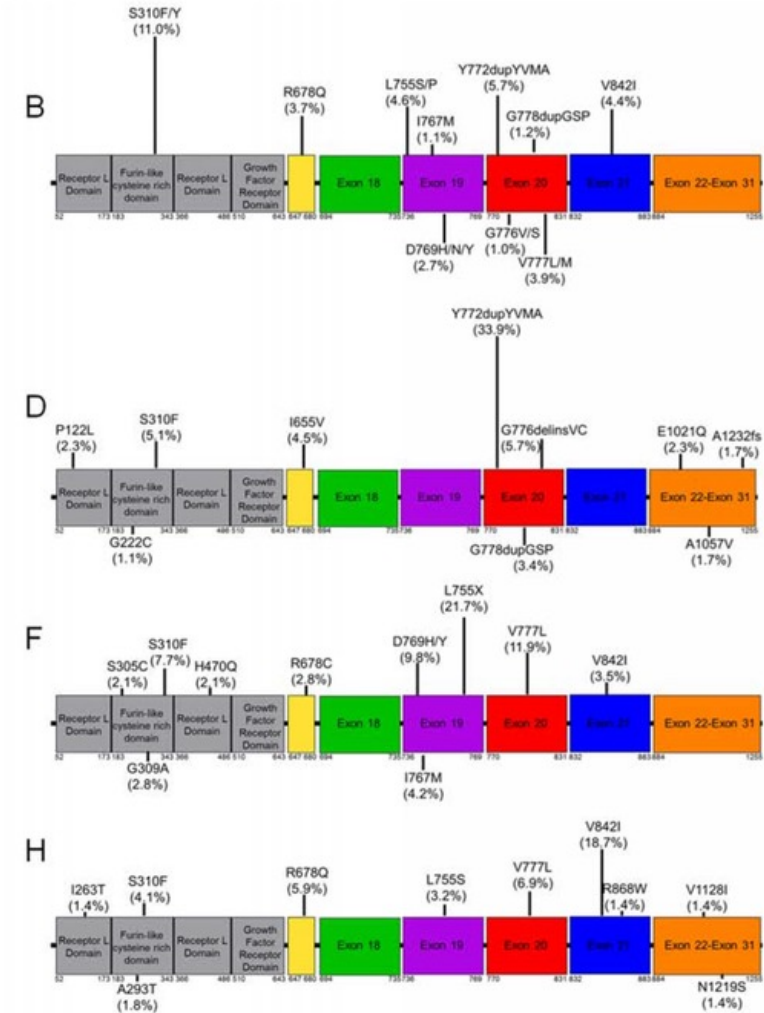 B
S310F/Y
(11.0%)
R678Q
(3.7%)
L755S/P
(4.6%)
I767M
(1.1%)
Y772dupYVMA
(5.7%)
G778dupGSP
(1.2%)
V842I
(4.4%)
Receptor L
Domain
Furin-like
cysteine rich
domain
Receptor L
Domain
Growth
Factor
Receptor
Domain
Exon 18
Exon 19
Exon 20
Exon 21
Exon 22-Exon 31
52 173 183 343 366 486 510 643 647 680 694 735 736 769 770 831 832 883 884 1255
D769H/N/Y
(2.7%)
G776V/S
(1.0%)
V777L/M
(3.9%)
D
P122L
(2.3%)
S310F
(5.1%)
I655V
(4.5%)
Y772dupYVMA
(33.9%)
G776delinsVC
(5.7%)
E1021Q
(2.3%)
A1232fs
(1.7%)
Receptor L
Domain
Furin-like
cysteine rich
domain
Receptor L
Domain
Growth
Factor
Receptor
Domain
Exon 18
Exon 19
Exon 20
Exon 21
Exon 22-Exon 31
52 173 183 343 366 486 510 643 647 680 694 735 736 769 770 831 832 883 884 1255
G222C
(1.1%)
G778dupGSP
(3.4%)
A1057V
(1.7%)
F
S305C
(2.1%)
S310F
(7.7%)
H470Q
(2.1%)
R678C
(2.8%)
D769H/Y
(9.8%)
L755X
(21.7%)
V777L
(11.9%)
V842I
(3.5%)
Receptor L
Domain
Furin-like
cysteine rich
domain
Receptor L
Domain
Growth
Factor
Receptor
Domain
Exon 18
Exon 19
Exon 20
Exon 21
Exon 22-Exon 31
52 173 183 343 366 486 510 643 647 680 694 735 736 769 770 831 832 883 884 1255
G309A
(2.8%)
I767M
(4.2%)
H
I263T
(1.4%)
S310F
(4.1%)
R678Q
(5.9%)
L755S
(3.2%)
V777L
(6.9%)
V842I
(18.7%)
R868W
(1.4%)
V1128I
(1.4%)
Receptor L
Domain
Furin-like
cysteine rich
domain
Receptor L
Domain
Growth
Factor
Receptor
Domain
Exon 18
Exon 19
Exon 20
Exon 21
Exon 22-Exon 31
52 173 183 343 366 486 510 643 647 680 694 735 736 769 770 831 832 883 884 1255
A293T
(1.8%)
N1219S
(1.4%)